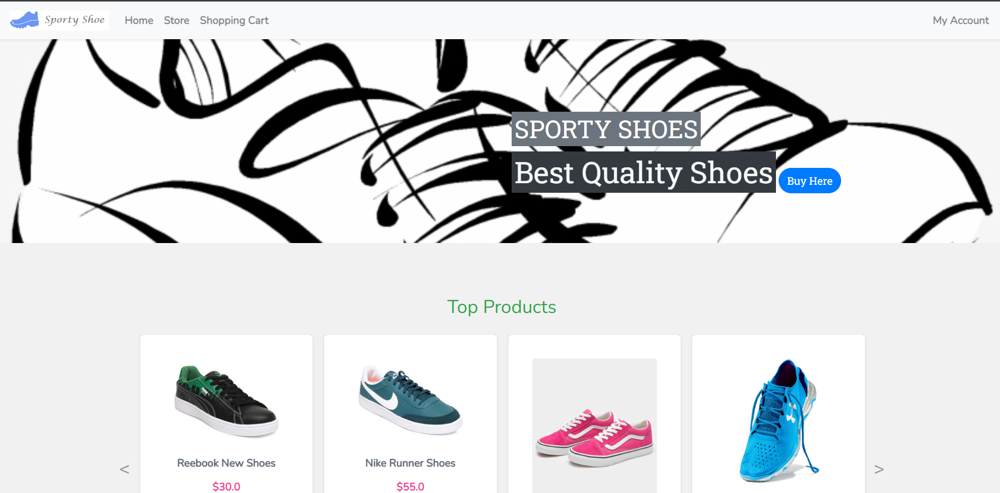 Sporty Shoe
Home Store Shopping Cart
My Account
SPORTY SHOES
Best Quality Shoes
Buy Here
Top Products
<
>
Reebook New Shoes
$30.0
Nike Runner Shoes
$55.0